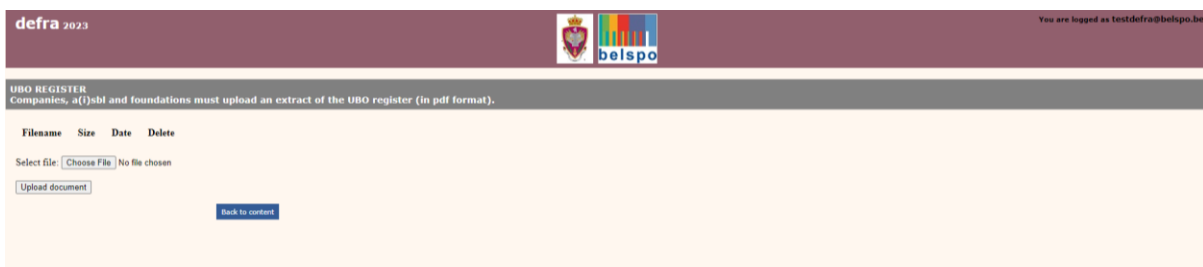 defra 2023
You are logged as testdefra@belspo.be
belspo
UBO REGISTER
Companies, a(i)sbl and foundations must upload an extract of the UBO register (in pdf format).
Filename Size Date Delete
Select file: Choose File No file chosen
Upload document
Back to content